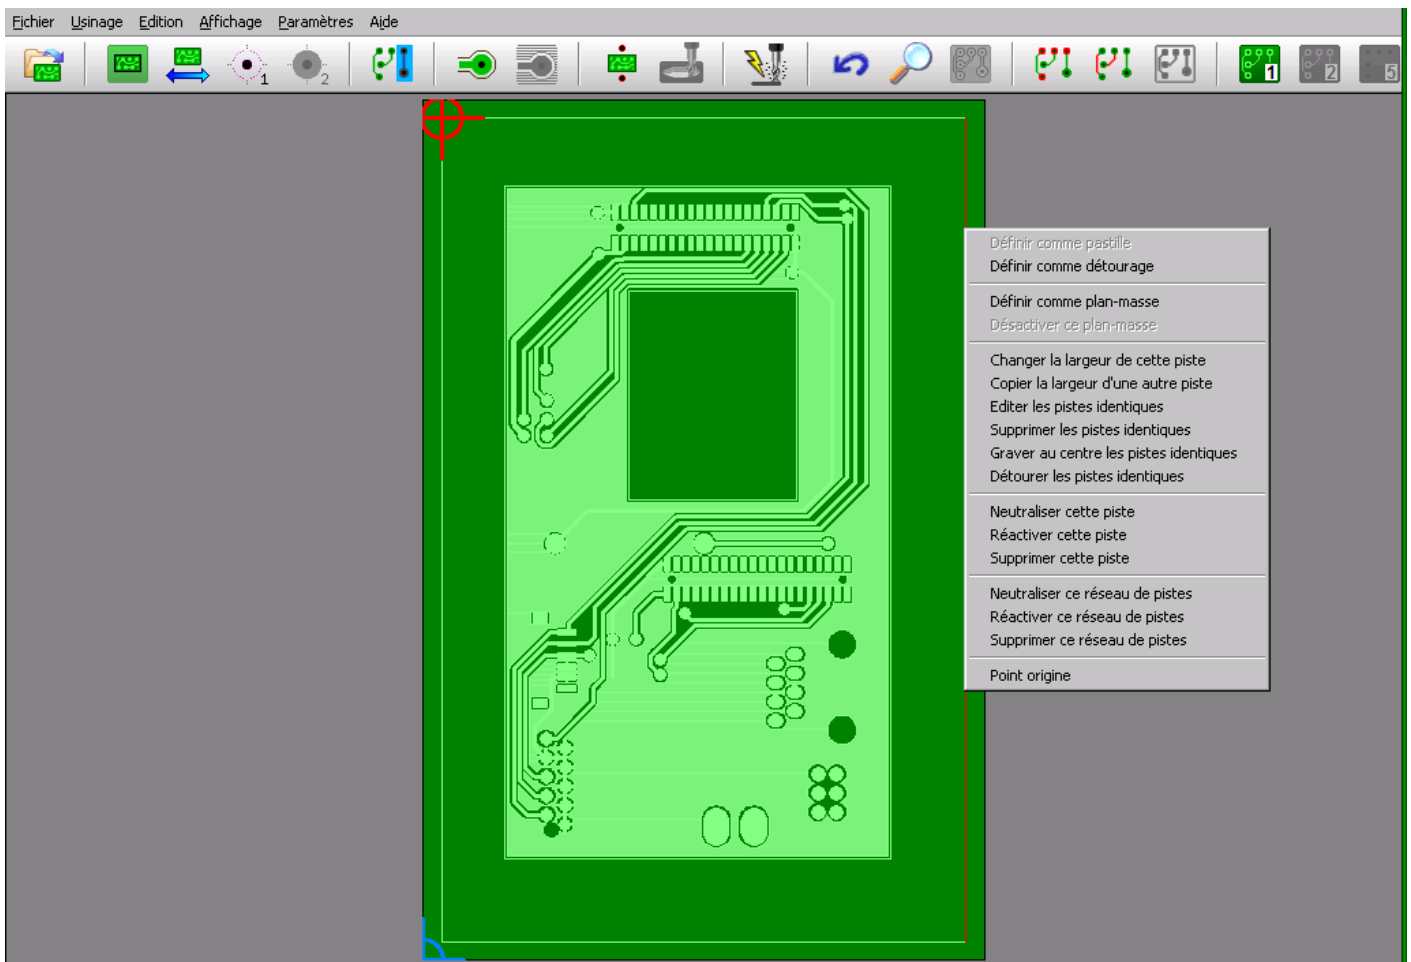 Fichier Usinage Edition Affichage Paramètres Aide
1 2 1 2 5
Définir comme pastille
Définir comme détourage
Définir comme plan-masse
Désactiver ce plan-masse
Changer la largeur de cette piste
Copier la largeur d'une autre piste
Editer les pistes identiques
Supprimer les pistes identiques
Graver au centre les pistes identiques
Détourer les pistes identiques
Neutraliser cette piste
Réactiver cette piste
Supprimer cette piste
Neutraliser ce réseau de pistes
Réactiver ce réseau de pistes
Supprimer ce réseau de pistes
Point origine